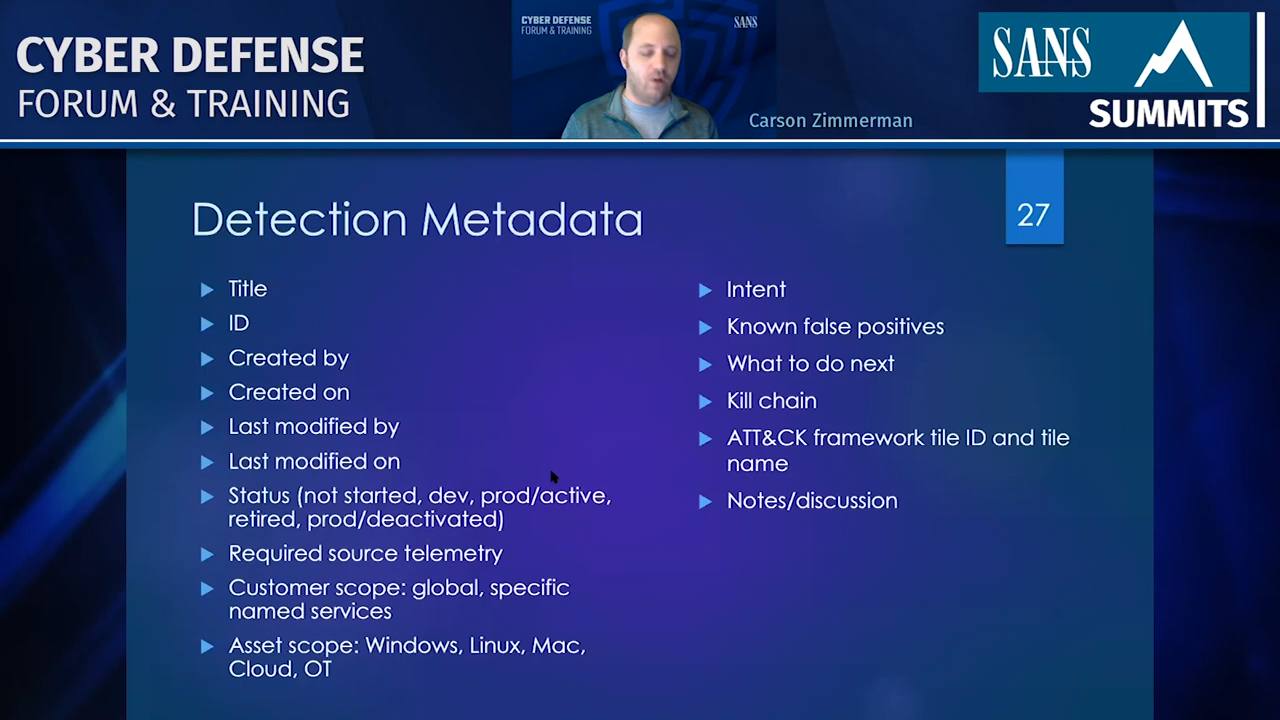 CYBER DEFENSE
FORUM & TRAINING
CYBER DEFENSE
FORUM & TRAINING
SANS
Carson Zimmerman
SANS
SUMMITS
Detection Metadata
27
Title
ID
Created by
Created on
Last modified by
Last modified on
Status (not started, dev, prod/active,
retired, prod/deactivated)
Required source telemetry
Customer scope: global, specific
named services
Asset scope: Windows, Linux, Mac,
Cloud, OT
Intent
Known false positives
What to do next
Kill chain
ATT&CK framework tile ID and tile
name
Notes/discussion